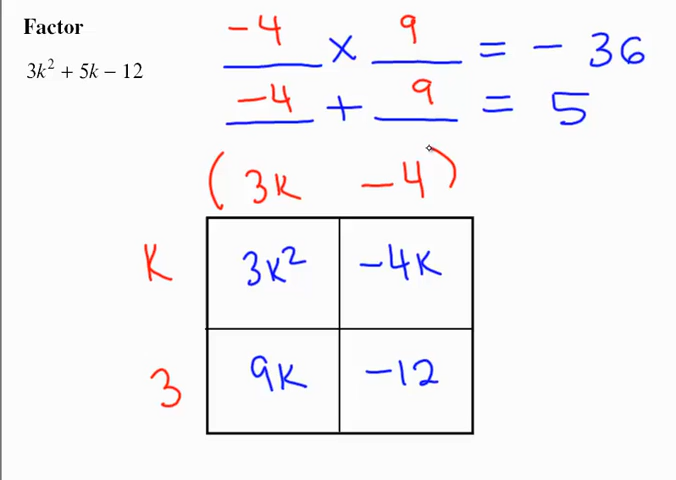 Factor
3k² + 5k − 12
-4 × 9 = - 36
-4 + 9 = 5
(3k -4)
k 3k² -4k
3 9k -12